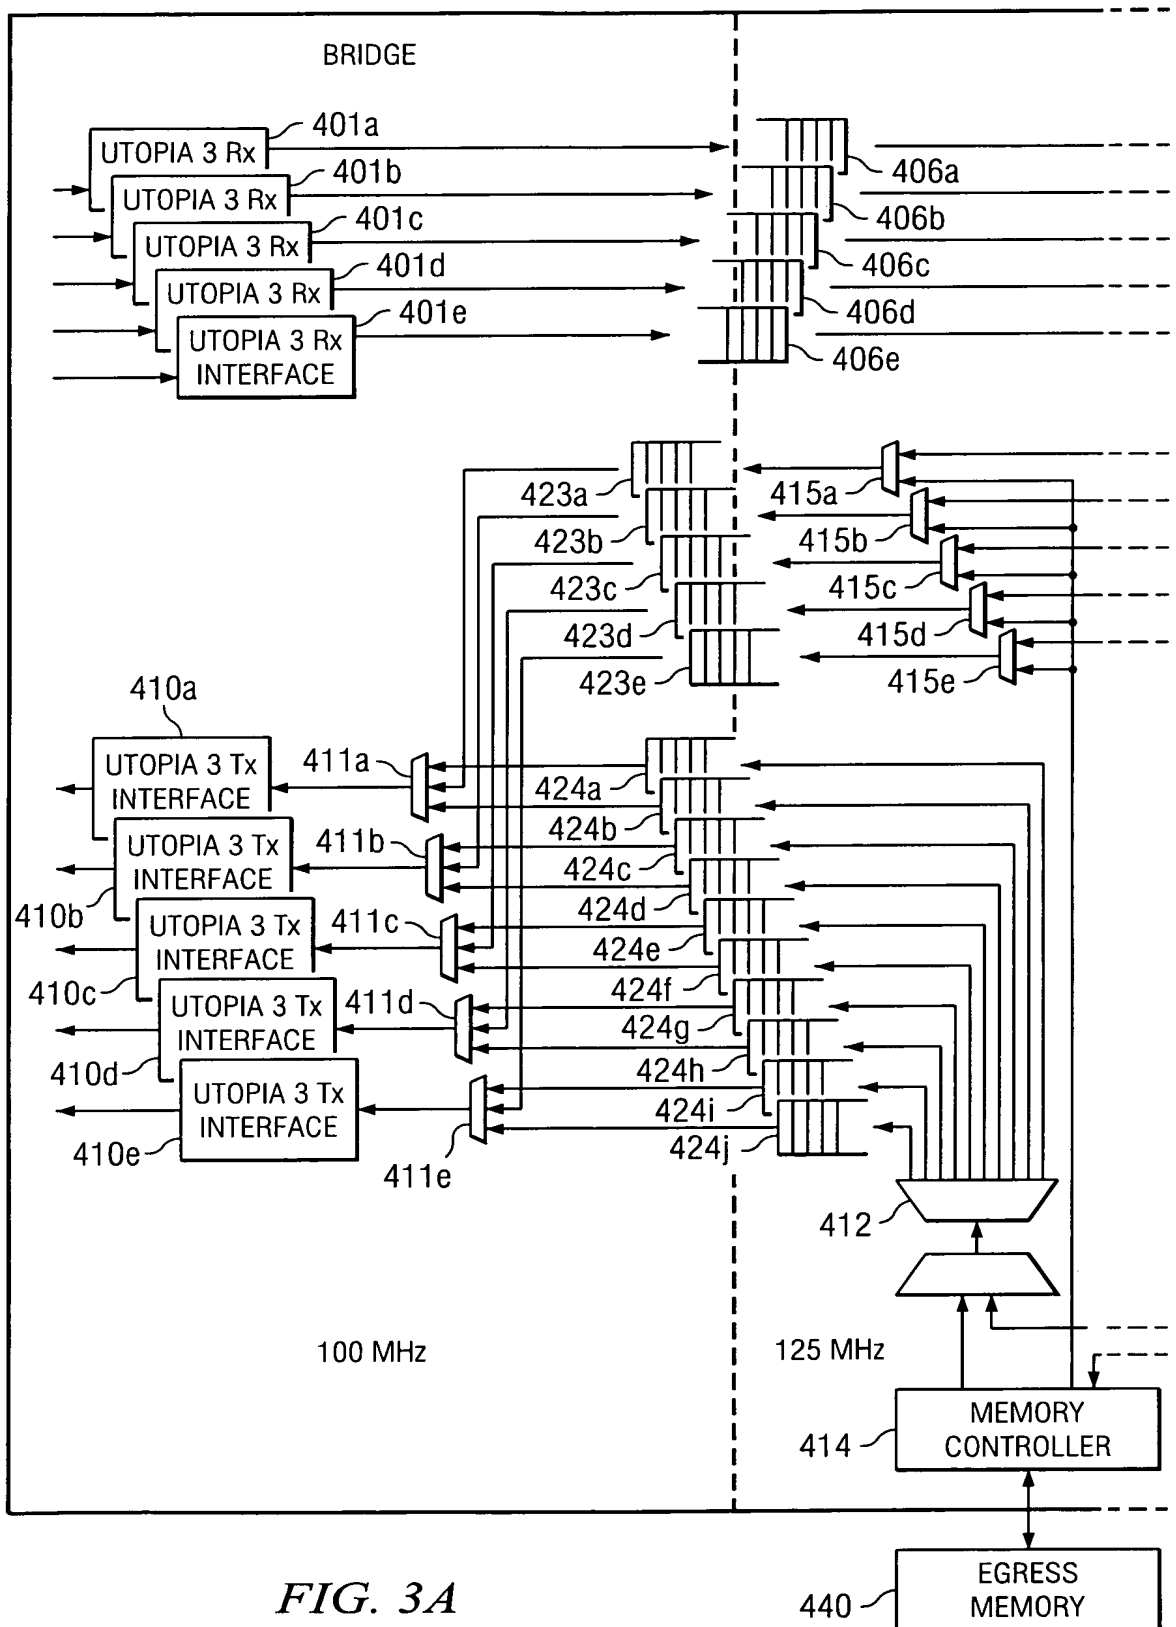 BRIDGE
UTOPIA 3 Rx
401a
UTOPIA 3 Rx
401b
UTOPIA 3 Rx
401c
UTOPIA 3 Rx
401d
UTOPIA 3 Rx
INTERFACE
401e
406a
406b
406c
406d
406e
423a
423b
423c
423d
423e
415a
415b
415c
415d
415e
410a
UTOPIA 3 Tx
INTERFACE
411a
424a
UTOPIA 3 Tx
INTERFACE
410b
411b
424b
424c
UTOPIA 3 Tx
INTERFACE
410c
411c
424d
424e
UTOPIA 3 Tx
INTERFACE
410d
411d
424f
424g
UTOPIA 3 Tx
INTERFACE
410e
411e
424h
424i
424j
412
100 MHz
125 MHz
MEMORY
CONTROLLER
414
EGRESS
MEMORY
440
FIG. 3A